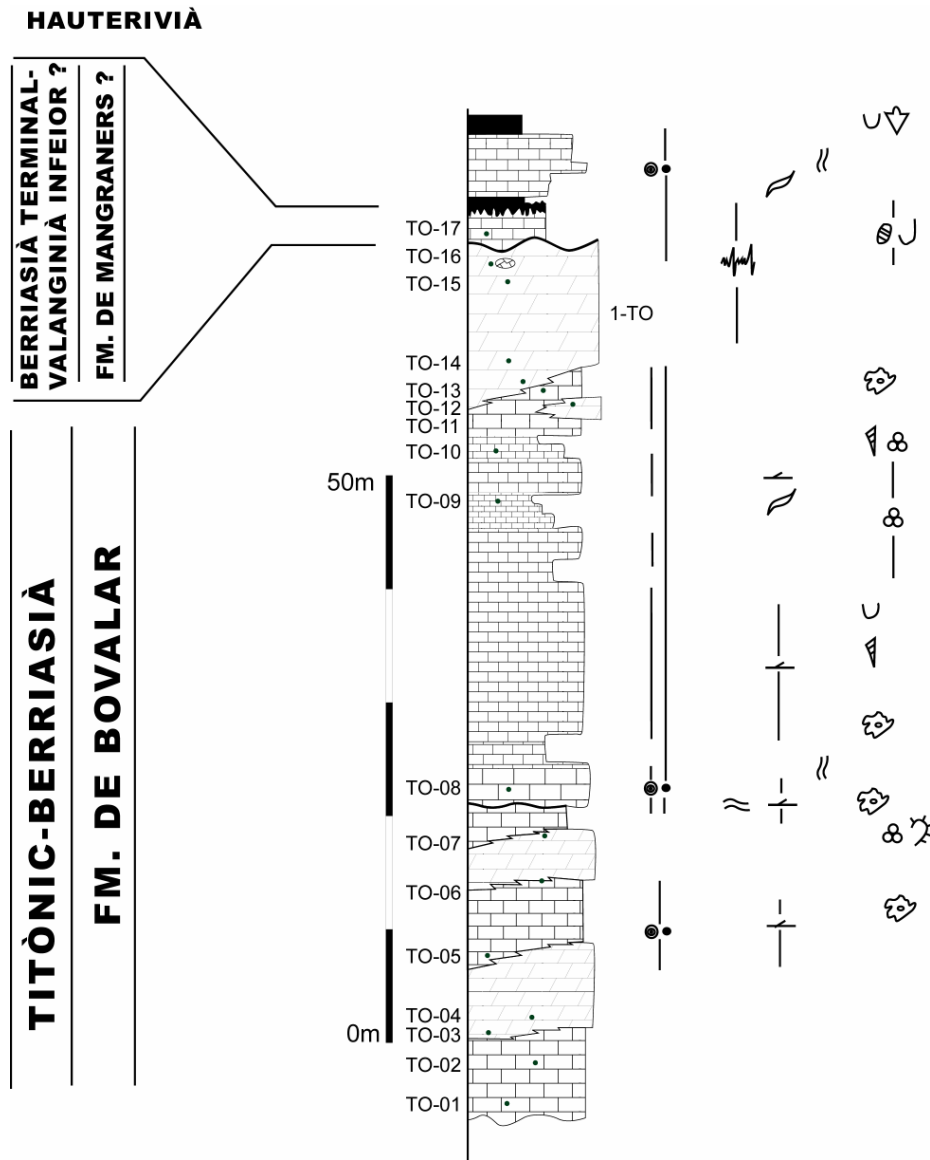 HAUTERIVIÀ
BERRIASIÀ TERMINAL-
VALANGINIÀ INFEIOR ?
FM. DE MANGRANERS ?
TITÒNIC-BERRIASIÀ
FM. DE BOVALAR
50m
0m
TO-17
TO-16
TO-15
TO-14
TO-13
TO-12
TO-11
TO-10
TO-09
TO-08
TO-07
TO-06
TO-05
TO-04
TO-03
TO-02
TO-01
1-TO